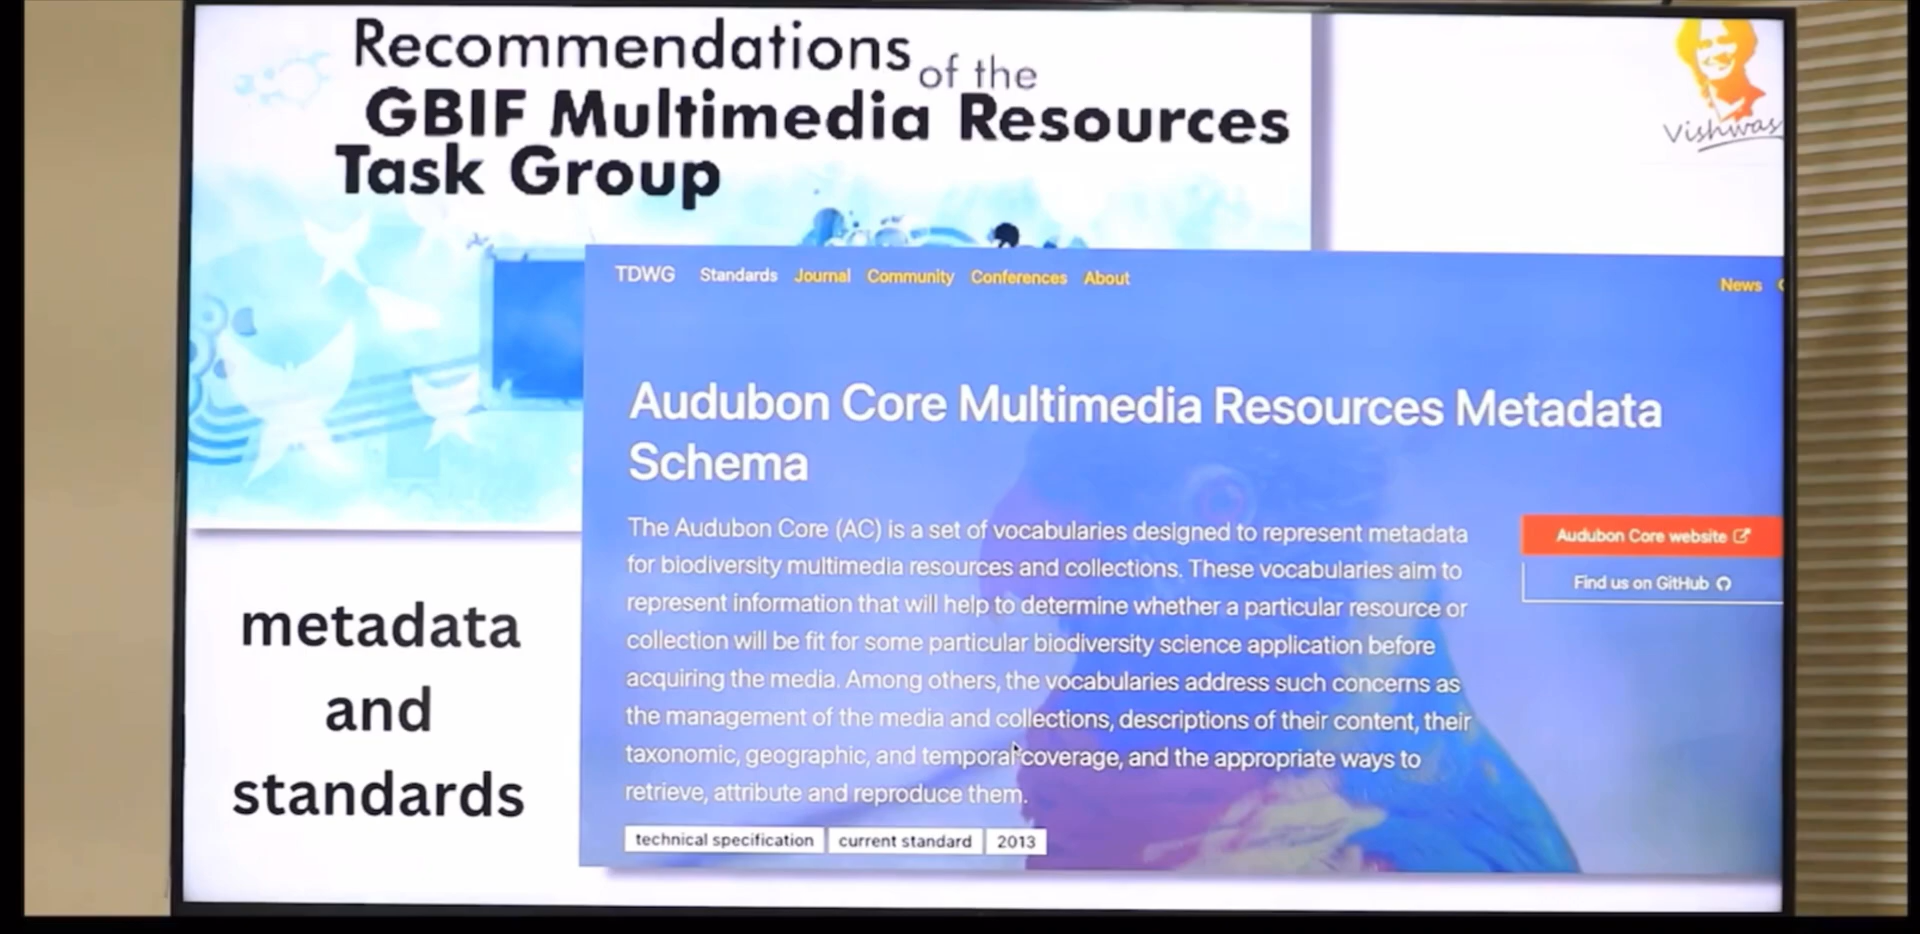 Recommendations of the
GBIF Multimedia Resources
Task Group
Vishwas
TDWG Standards Journal Community Conferences About
News
Audubon Core Multimedia Resources Metadata
Schema
The Audubon Core (AC) is a set of vocabularies designed to represent metadata
for biodiversity multimedia resources and collections. These vocabularies aim to
represent information that will help to determine whether a particular resource or
collection will be fit for some particular biodiversity science application before
acquiring the media. Among others, the vocabularies address such concerns as
the management of the media and collections, descriptions of their content, their
taxonomic, geographic, and temporal coverage, and the appropriate ways to
retrieve, attribute and reproduce them.
Audubon Core website
Find us on GitHub
technical specification current standard 2013
metadata
and
standards